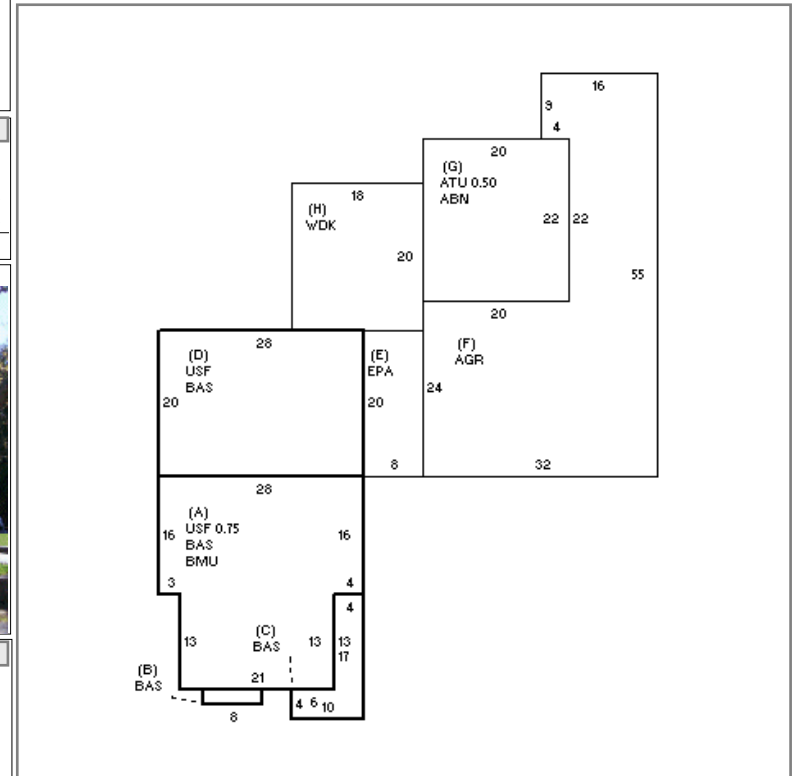 16
9
4
20
(G)
ATU 0.50
ABN
18
(H)
WDK
22 22
20
55
20
28
(D)
USF
BAS
(E)
EPA
(F)
AGR
24
20
20
8
32
28
(A)
USF 0.75
BAS
BMU
16
16
3
4
4
(C)
BAS
13
13
13
17
(B)
BAS
21
4 6 10
8